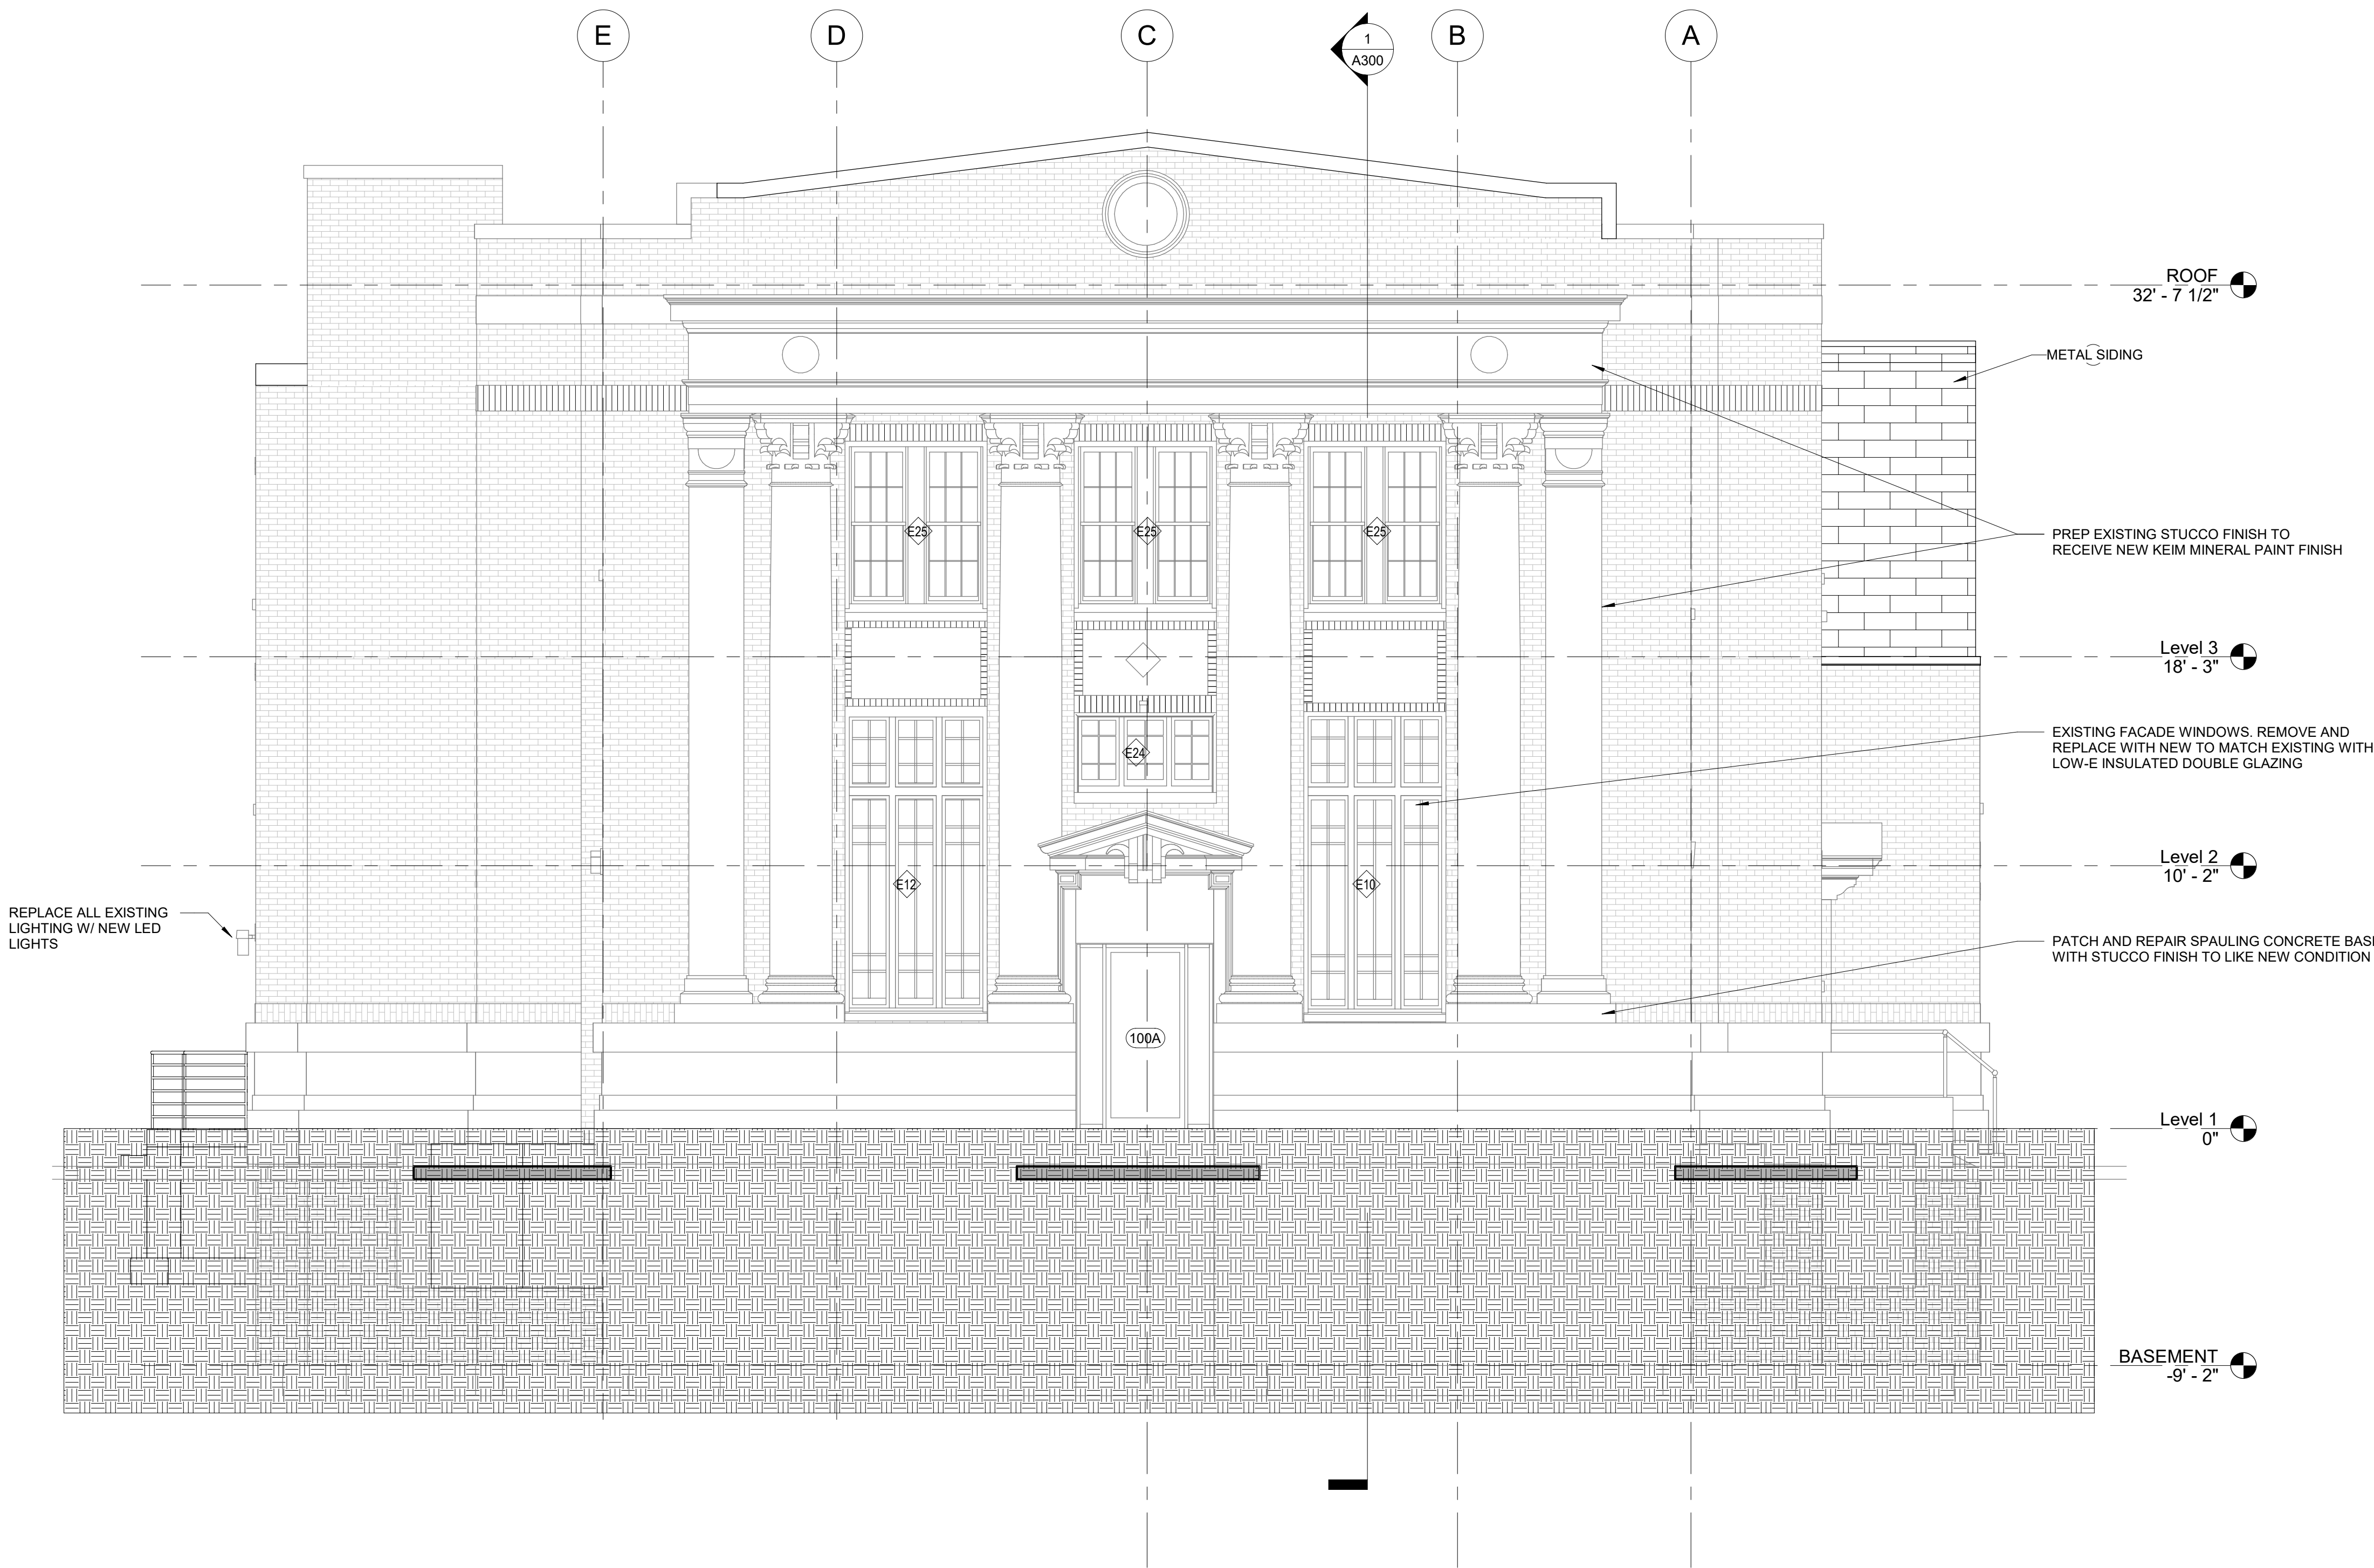 E
D
C
1
A300
B
A
ROOF
32' - 7 1/2"
METAL SIDING
E25
E25
E25
PREP EXISTING STUCCO FINISH TO
RECEIVE NEW KEIM MINERAL PAINT FINISH
Level 3
18' - 3"
E24
EXISTING FACADE WINDOWS. REMOVE AND
REPLACE WITH NEW TO MATCH EXISTING WITH
LOW-E INSULATED DOUBLE GLAZING
Level 2
10' - 2"
E12
E10
REPLACE ALL EXISTING
LIGHTING W/ NEW LED
LIGHTS
PATCH AND REPAIR SPAULING CONCRETE BAS
WITH STUCCO FINISH TO LIKE NEW CONDITION
100A
Level 1
0"
BASEMENT
-9' - 2"